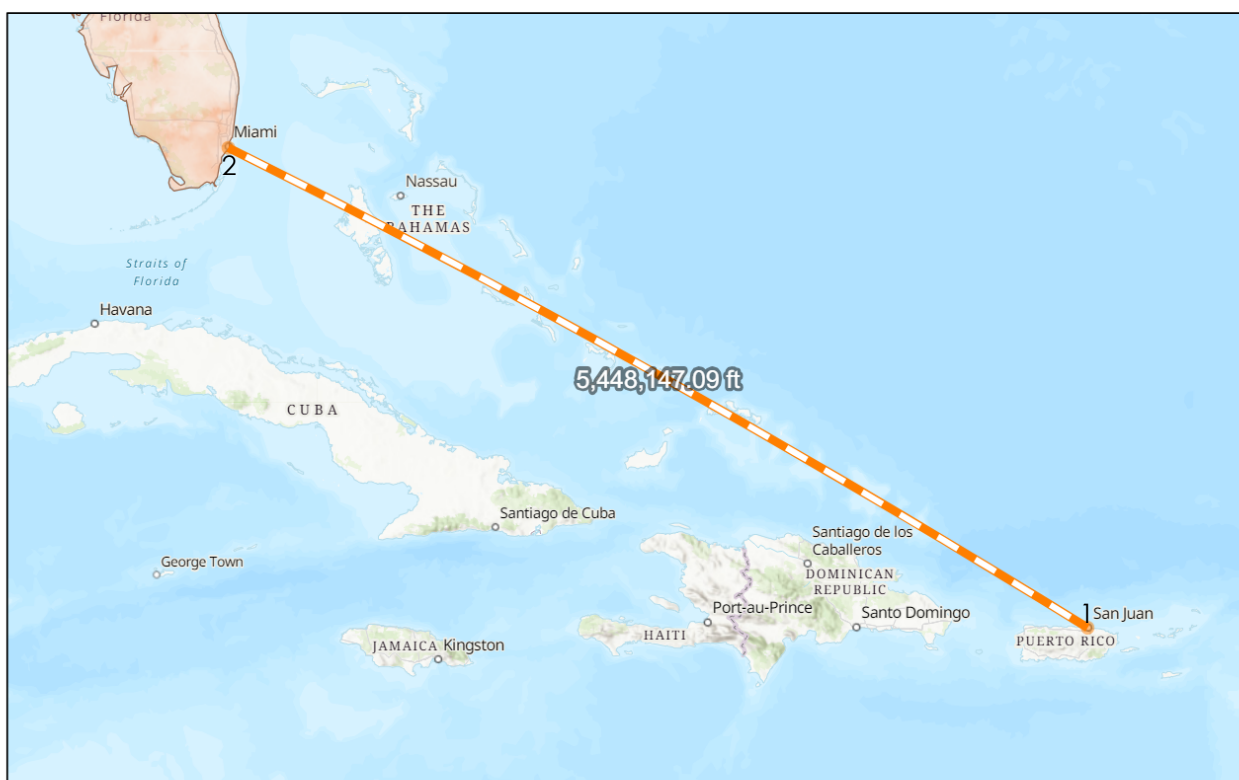 Florida
Miami
2
Nassau
THE
BAHAMAS
Straits of
Florida
Havana
5,448,147.09 ft
CUBA
Santiago de Cuba
Santiago de los
Caballeros
George Town
DOMINICAN
REPUBLIC
Port-au-Prince
Santo Domingo
1
San Juan
HAITI
PUERTO RICO
JAMAICA
Kingston